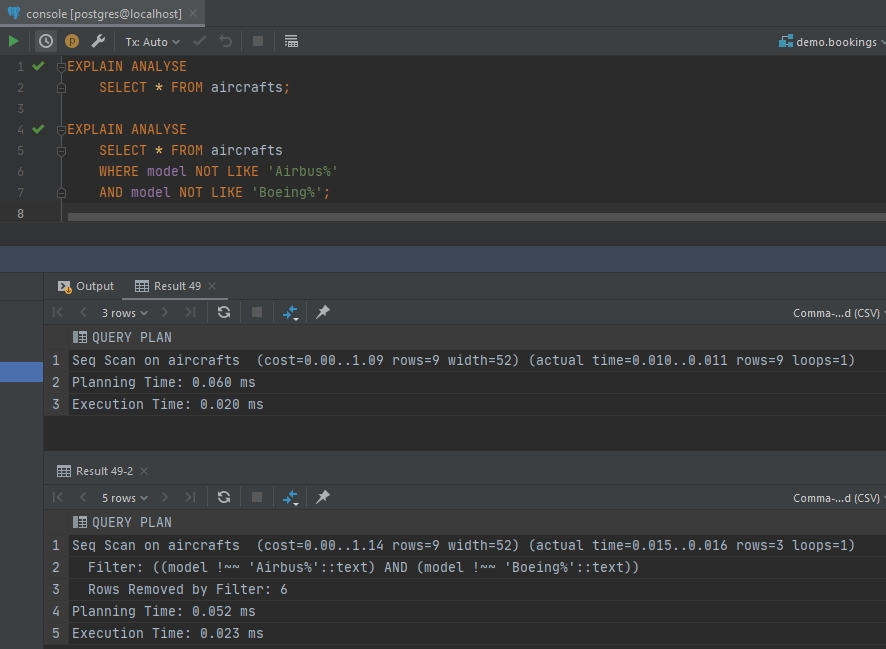 console [postgres@localhost]
Tx: Auto
demo.bookings
1 EXPLAIN ANALYSE
2 SELECT * FROM aircrafts;
3
4 EXPLAIN ANALYSE
5 SELECT * FROM aircrafts
6 WHERE model NOT LIKE 'Airbus%'
7 AND model NOT LIKE 'Boeing%';
8
Output Result 49
3 rows Comma-...d (CSV)
QUERY PLAN
1 Seq Scan on aircrafts  (cost=0.00..1.09 rows=9 width=52) (actual time=0.010..0.011 rows=9 loops=1)
2 Planning Time: 0.060 ms
3 Execution Time: 0.020 ms
Result 49-2
5 rows Comma-...d (CSV)
QUERY PLAN
1 Seq Scan on aircrafts  (cost=0.00..1.14 rows=9 width=52) (actual time=0.015..0.016 rows=3 loops=1)
2 Filter: ((model !~~ 'Airbus%'::text) AND (model !~~ 'Boeing%'::text))
3 Rows Removed by Filter: 6
4 Planning Time: 0.052 ms
5 Execution Time: 0.023 ms